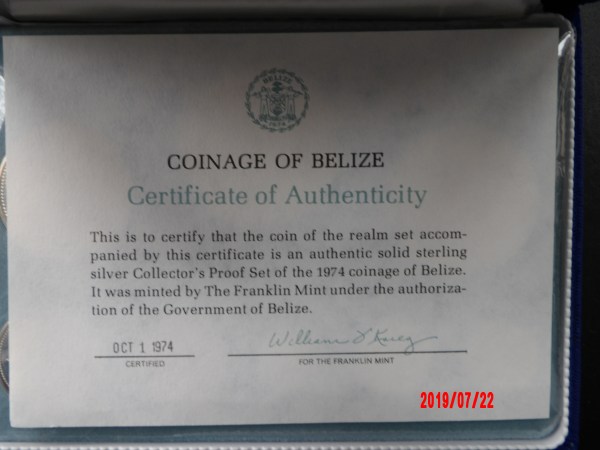 BELIZE
1974
COINAGE OF BELIZE
Certificate of Authenticity
This is to certify that the coin of the realm set accom-
panied by this certificate is an authentic solid sterling
silver Collector's Proof Set of the 1974 coinage of Belize.
It was minted by The Franklin Mint under the authoriza-
tion of the Government of Belize.
OCT 1 1974
William
CERTIFIED
FOR THE FRANKLIN MINT
2019/07/22